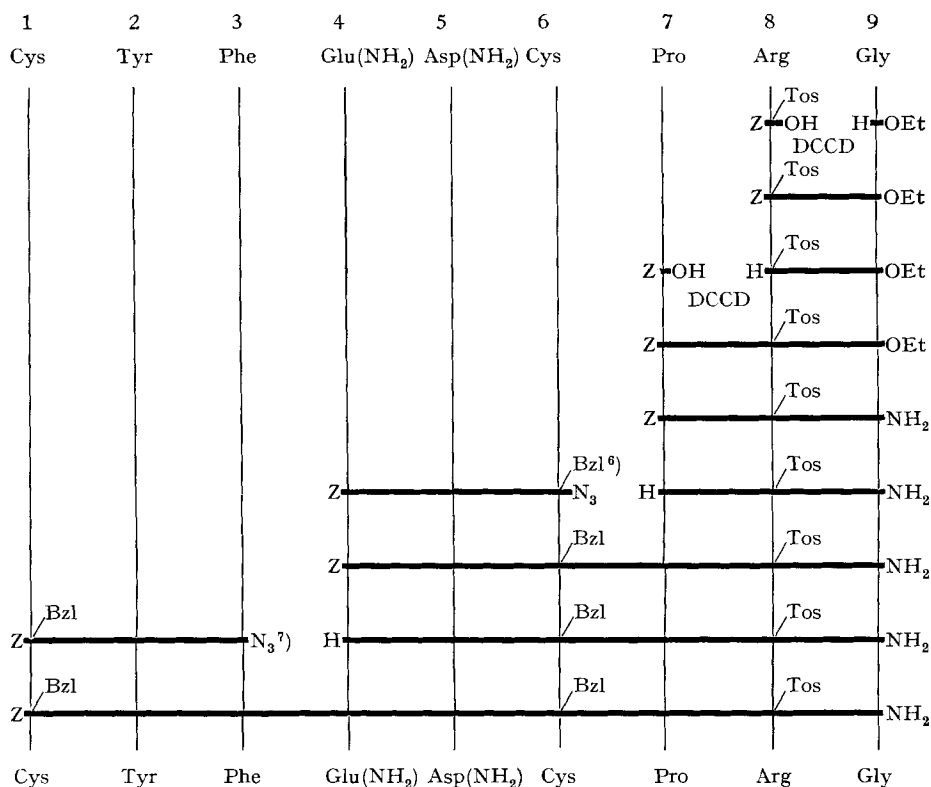 1 2 3 4 5 6 7 8 9
Cys Tyr Phe Glu(NH₂) Asp(NH₂) Cys Pro Arg Gly
Tos
Z OH H OEt
DCCD
Tos
Z OEt
Tos
Z OH H OEt
DCCD
Tos
Z OEt
Tos
Z NH₂
Bzl⁶) Tos
Z N₃ H NH₂
Bzl Tos
Z NH₂
Bzl Bzl Tos
Z N₃⁷) H NH₂
Bzl Bzl Tos
Z NH₂
Cys Tyr Phe Glu(NH₂) Asp(NH₂) Cys Pro Arg Gly